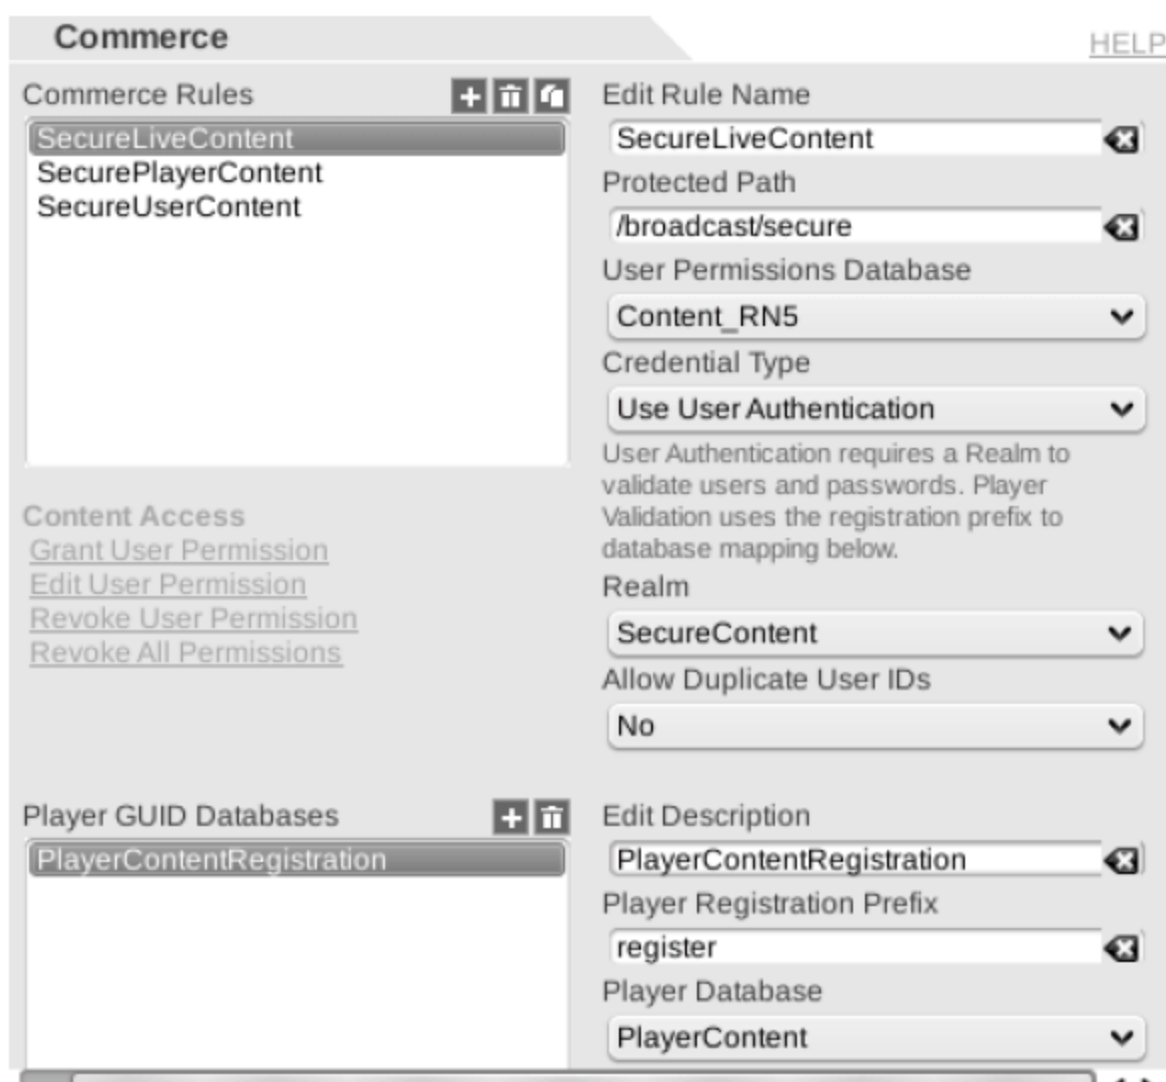 Commerce
HELP
Commerce Rules
SecureLiveContent
SecurePlayerContent
SecureUserContent
Content Access
Grant User Permission
Edit User Permission
Revoke User Permission
Revoke All Permissions
Edit Rule Name
SecureLiveContent
Protected Path
/broadcast/secure
User Permissions Database
Content_RN5
Credential Type
Use User Authentication
User Authentication requires a Realm to
validate users and passwords. Player
Validation uses the registration prefix to
database mapping below.
Realm
SecureContent
Allow Duplicate User IDs
No
Player GUID Databases
PlayerContentRegistration
Edit Description
PlayerContentRegistration
Player Registration Prefix
register
Player Database
PlayerContent